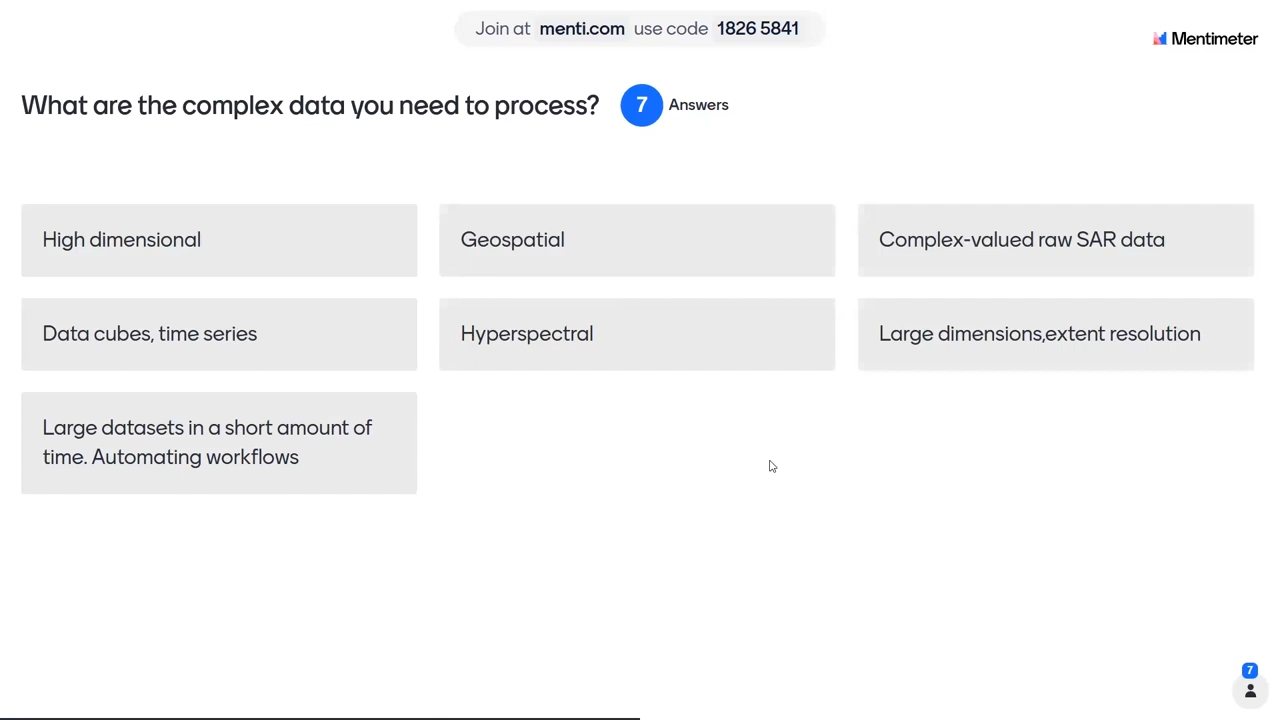 Join at menti.com use code 1826 5841
Mentimeter
What are the complex data you need to process?
7 Answers
High dimensional
Geospatial
Complex-valued raw SAR data
Data cubes, time series
Hyperspectral
Large dimensions,extent resolution
Large datasets in a short amount of
time. Automating workflows
7